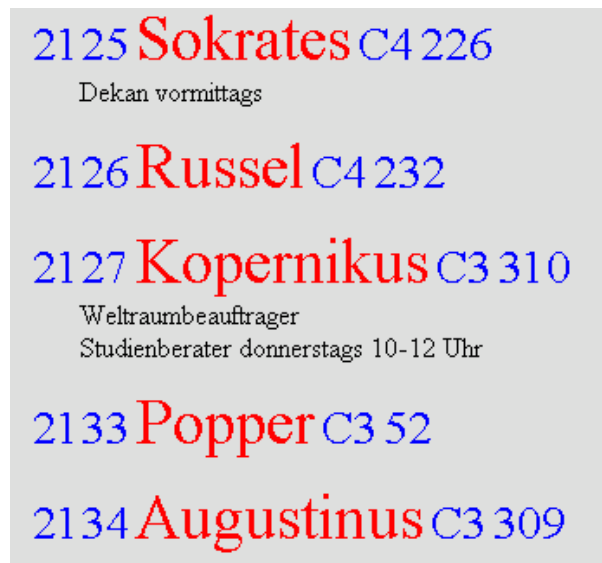 2125 Sokrates C4 226
Dekan vormittags
2126 Russel C4 232
2127 Kopernikus C3 310
Weltraumbeauftrager
Studienberater donnerstags 10-12 Uhr
2133 Popper C3 52
2134 Augustinus C3 309